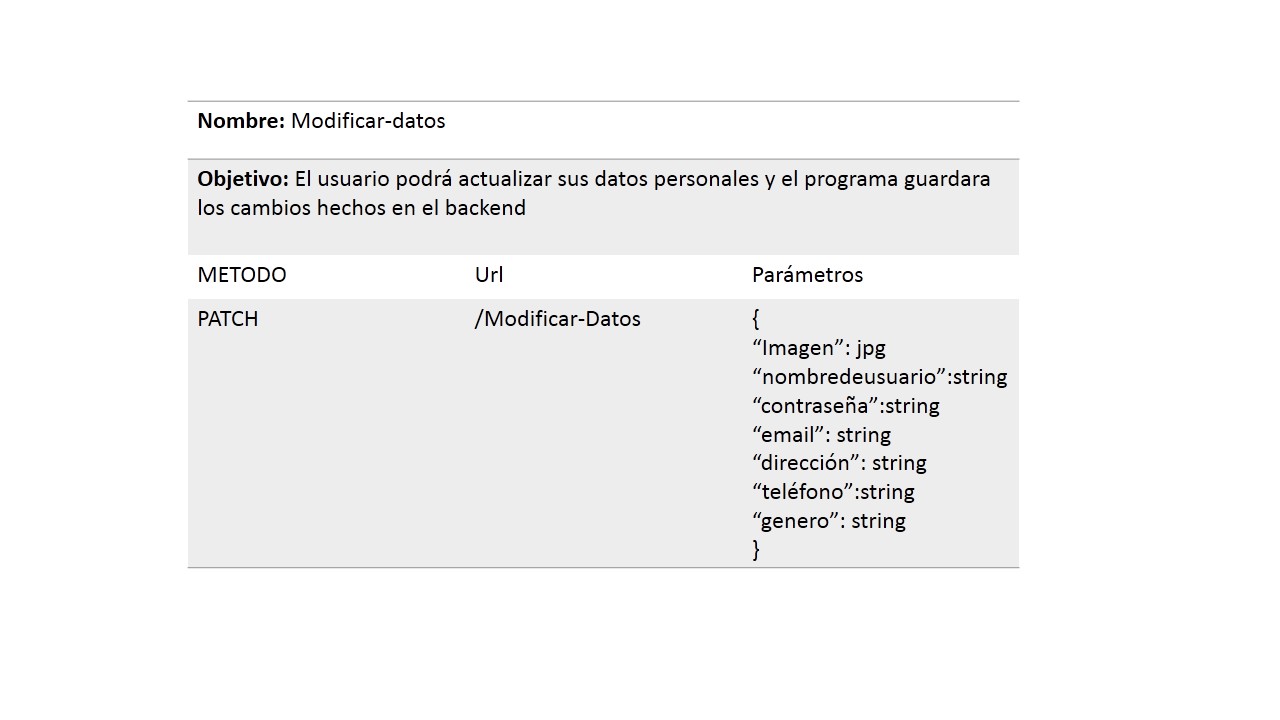 Nombre: Modificar-datos
Objetivo: El usuario podrá actualizar sus datos personales y el programa guardara
los cambios hechos en el backend
METODO Url Parámetros
PATCH /Modificar-Datos {
“Imagen”: jpg
“nombredeusuario”:string
“contraseña”:string
“email”: string
“dirección”: string
“teléfono”:string
“genero”: string
}